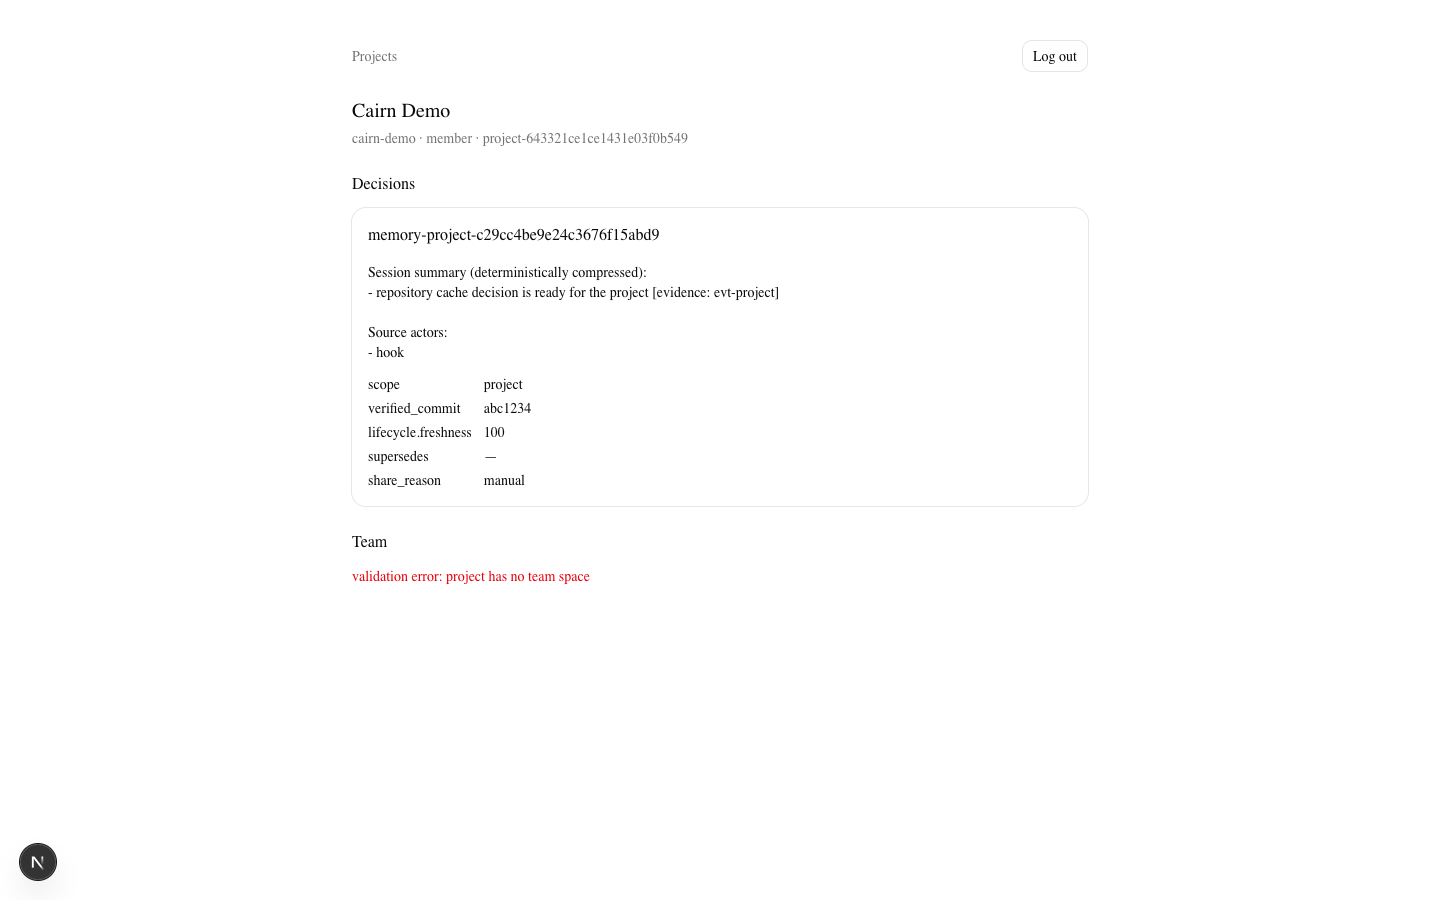 Projects
Log out
Cairn Demo
cairn-demo · member · project-643321ce1ce1431e03f0b549
Decisions
memory-project-c29cc4be9e24c3676f15abd9
Session summary (deterministically compressed):
- repository cache decision is ready for the project [evidence: evt-project]
Source actors:
- hook
scope project
verified_commit abc1234
lifecycle.freshness 100
supersedes —
share_reason manual
Team
validation error: project has no team space
N